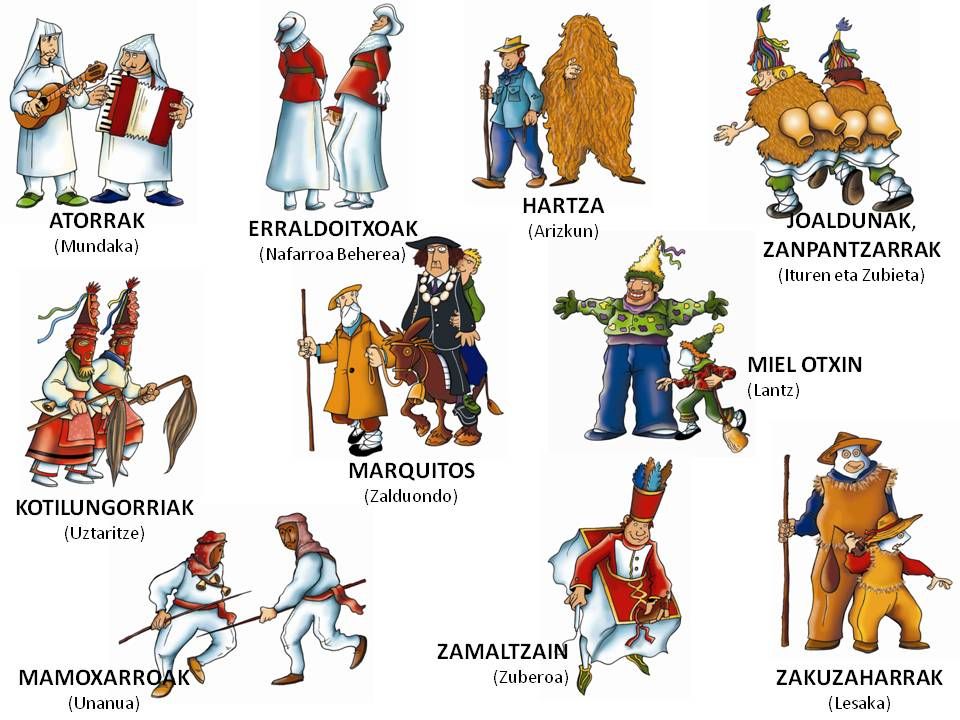 ATORRAK
(Mundaka)
ERRALDOITXOAK
(Nafarroa Beherea)
HARTZA
(Arizkun)
JOALDUNAK,
ZANPANTZARRAK
(Ituren eta Zubieta)
KOTILUNGORRIAK
(Uztaritze)
MARQUITOS
(Zalduondo)
MIEL OTXIN
(Lantz)
MAMOXARROAK
(Unanua)
ZAMALTZAIN
(Zuberoa)
ZAKUZAHARRAK
(Lesaka)